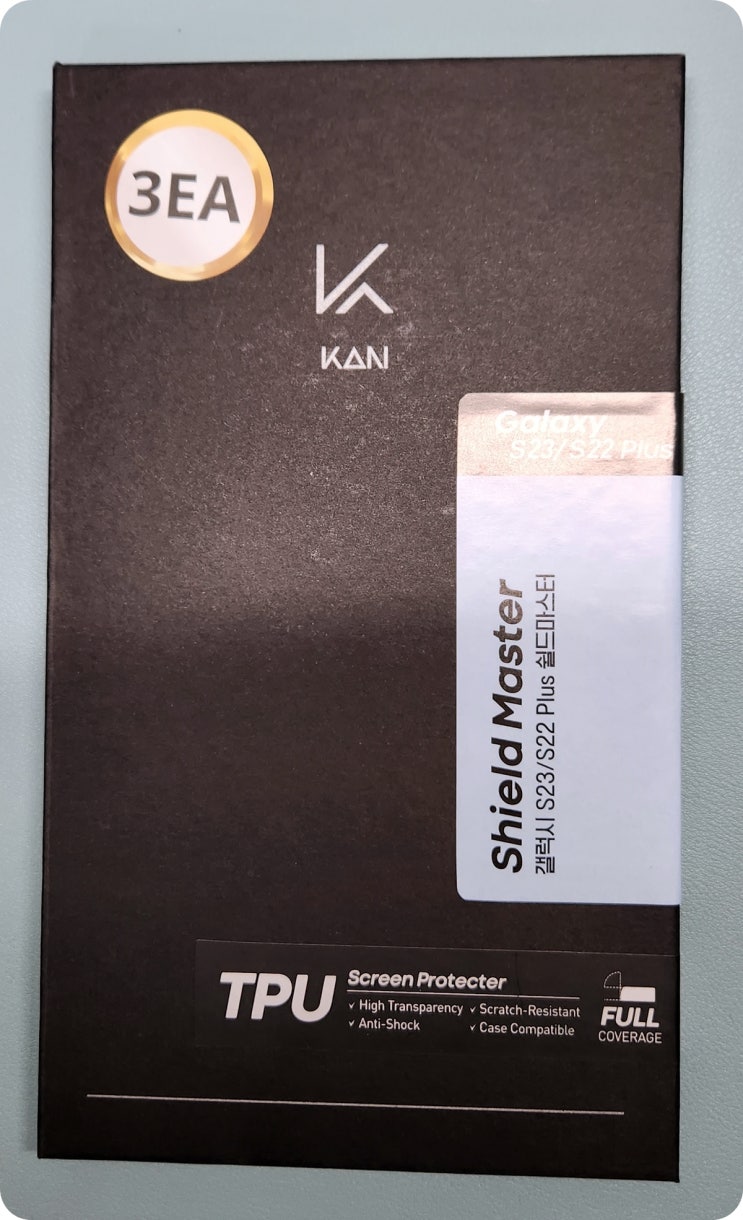 3EA
KAN
Galaxy
S23/S22 Plus
Shield Master
갤럭시 S23/S22 Plus 쉴드마스터
TPU
Screen Protecter
✓ High Transparency ✓ Scratch-Resistant
✓ Anti-Shock ✓ Case Compatible
FULL
COVERAGE